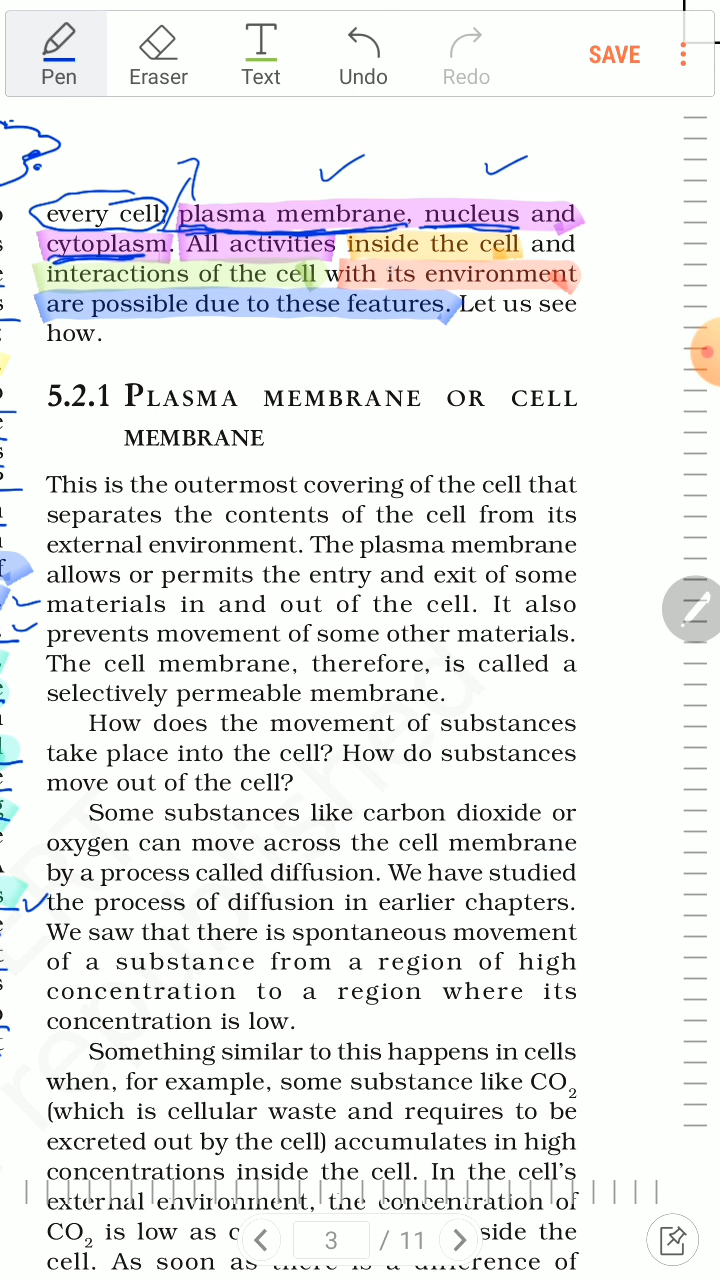 Pen
Eraser
Text
Undo
Redo
SAVE
every cell; plasma membrane, nucleus and
cytoplasm. All activities inside the cell and
interactions of the cell with its environment
are possible due to these features. Let us see
how.
5.2.1 PLASMA MEMBRANE OR CELL
MEMBRANE
This is the outermost covering of the cell that
separates the contents of the cell from its
external environment. The plasma membrane
allows or permits the entry and exit of some
materials in and out of the cell. It also
prevents movement of some other materials.
The cell membrane, therefore, is called a
selectively permeable membrane.
How does the movement of substances
take place into the cell? How do substances
move out of the cell?
Some substances like carbon dioxide or
oxygen can move across the cell membrane
by a process called diffusion. We have studied
the process of diffusion in earlier chapters.
We saw that there is spontaneous movement
of a substance from a region of high
concentration to a region where its
concentration is low.
Something similar to this happens in cells
when, for example, some substance like CO₂
(which is cellular waste and requires to be
excreted out by the cell) accumulates in high
concentrations inside the cell. In the cell's
external environment, the concentration of
CO₂ is low as side the
cell. As soon as there is a difference of
3 / 11